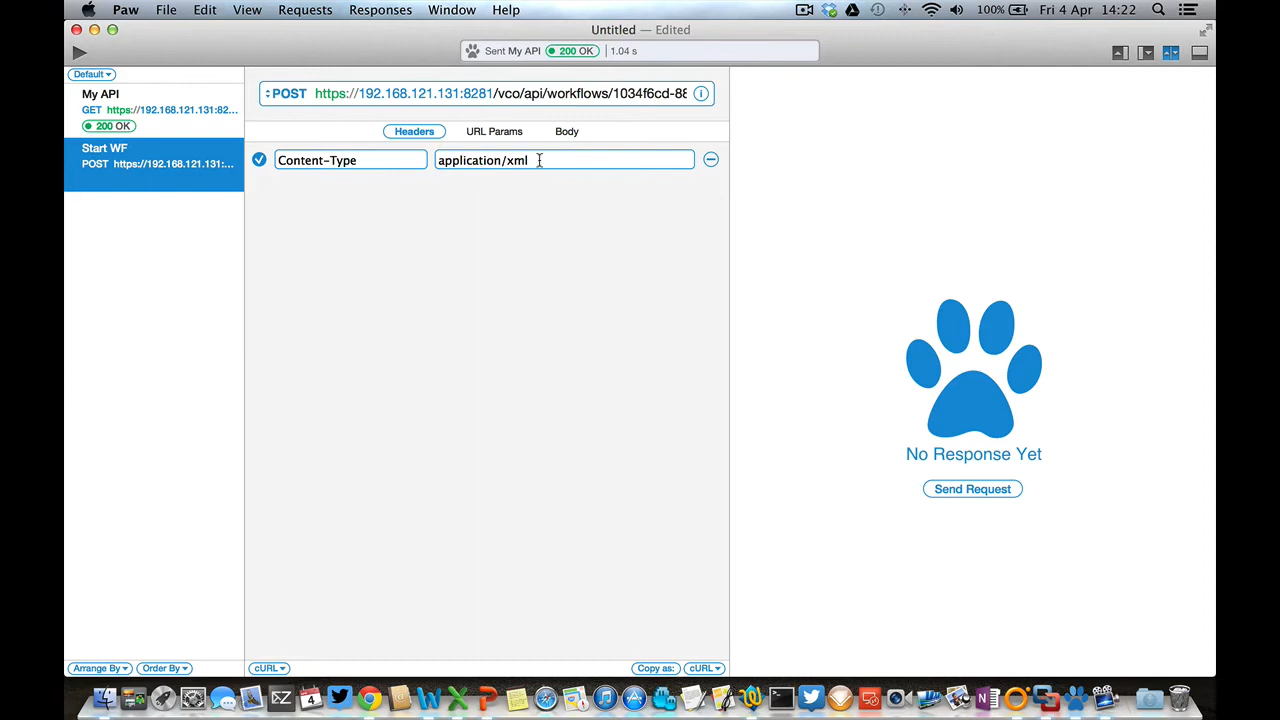 Paw File Edit View Requests Responses Window Help 100% Fri 4 Apr 14:22
Untitled — Edited
Sent My API 200 OK 1.04 s
Default
My API
GET https://192.168.121.131:82...
200 OK
Start WF
POST https://192.168.121.131:...
POST https://192.168.121.131:8281/vco/api/workflows/1034f6cd-88
Headers URL Params Body
Content-Type application/xml
No Response Yet
Send Request
Arrange By Order By cURL Copy as: cURL